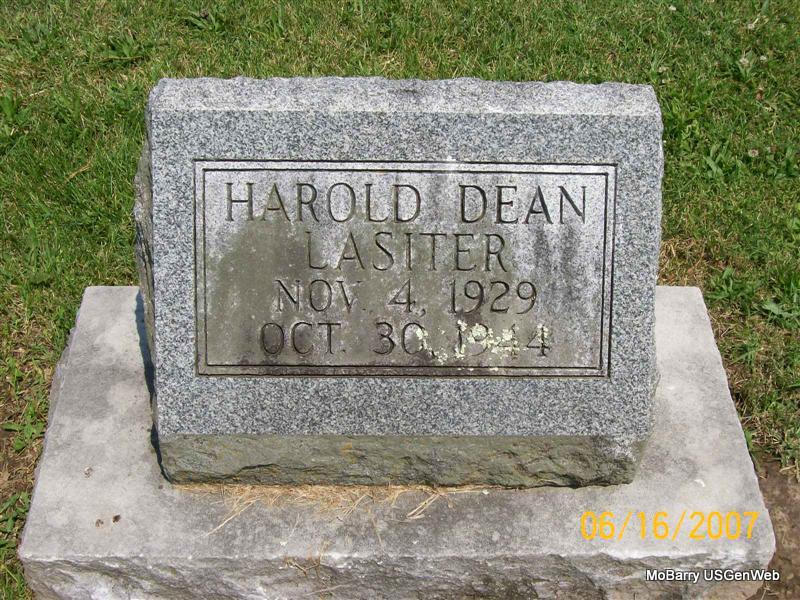 HAROLD DEAN
LASITER
NOV. 4, 1929
OCT. 30, 1944
06/16/2007
MoBarry USGenWeb